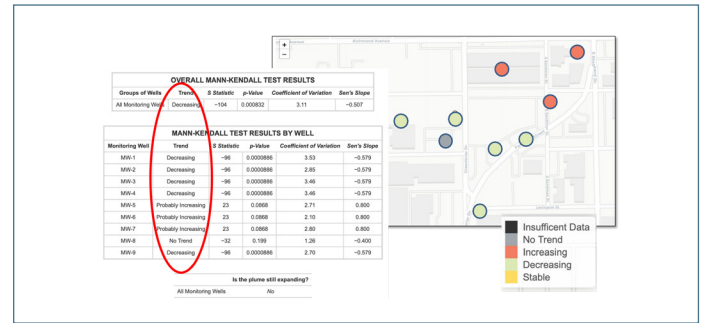 +
−
OVERALL MANN-KENDALL TEST RESULTS
Groups of Wells Trend S Statistic p-Value Coefficient of Variation Sen's Slope
All Monitoring Wells Decreasing −104 0.000832 3.11 −0.507
MANN-KENDALL TEST RESULTS BY WELL
Monitoring Well Trend S Statistic p-Value Coefficient of Variation Sen's Slope
MW-1 Decreasing −96 0.0000886 3.53 −0.579
MW-2 Decreasing −96 0.0000886 2.85 −0.579
MW-3 Decreasing −96 0.0000886 3.46 −0.579
MW-4 Decreasing −96 0.0000886 3.46 −0.579
MW-5 Probably Increasing 23 0.0868 2.71 0.800
MW-6 Probably Increasing 23 0.0868 2.10 0.800
MW-7 Probably Increasing 23 0.0868 2.80 0.800
MW-8 No Trend −32 0.199 1.26 −0.400
MW-9 Decreasing −96 0.0000886 2.70 −0.579
Is the plume still expanding?
All Monitoring Wells No
Insufficent Data
No Trend
Increasing
Decreasing
Stable